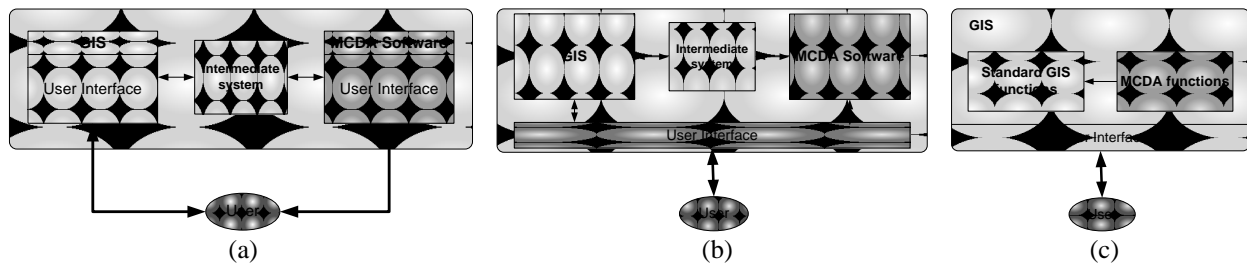 GIS
User Interface
Intermediate
system
MCDA Software
User Interface
User
(a)
GIS
Intermediate
system
MCDA Software
User Interface
User
(b)
GIS
Standard GIS
functions
MCDA functions
Interface
User
(c)